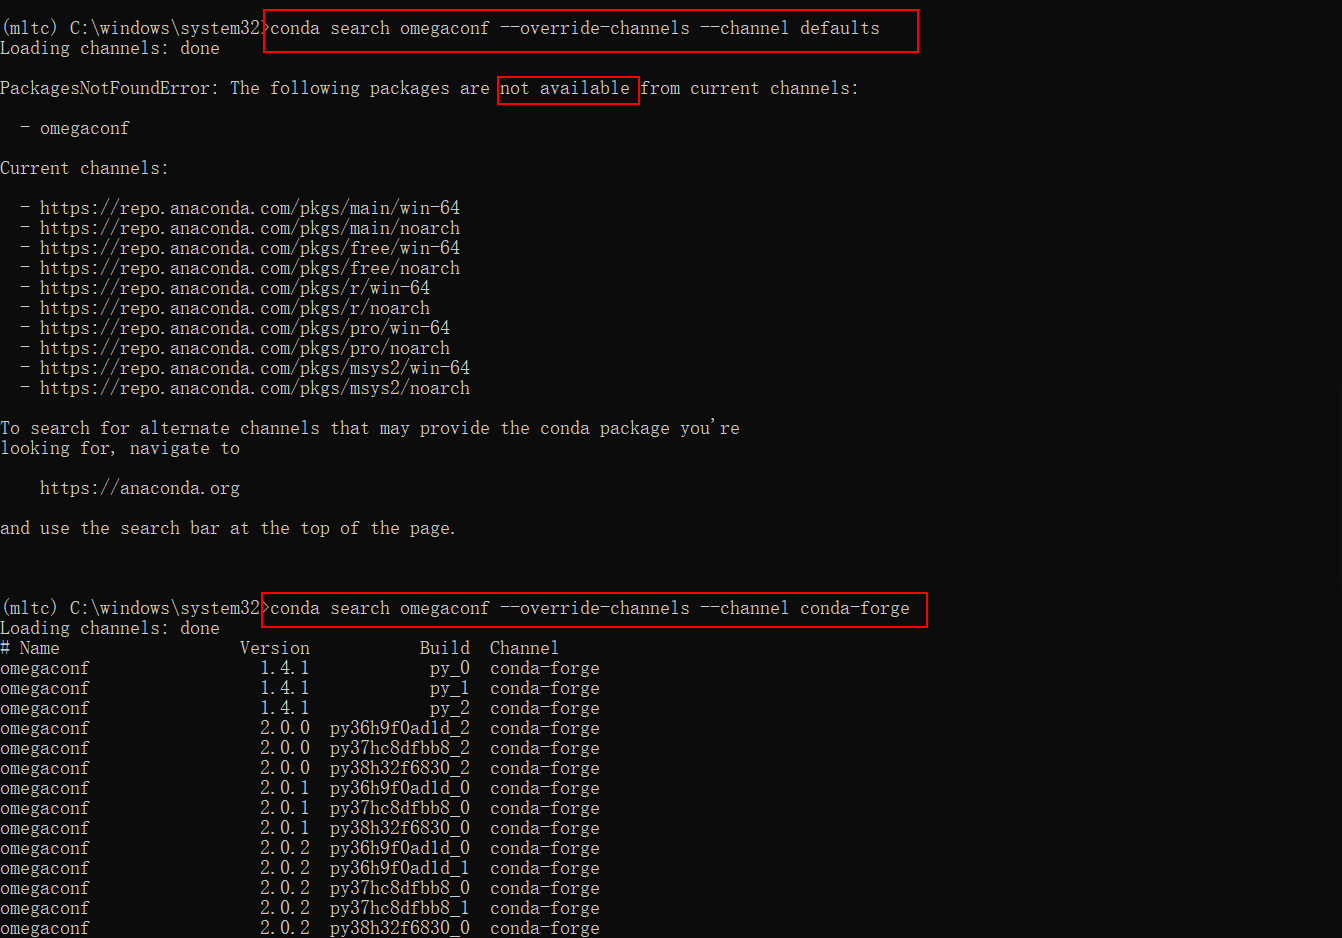 (mltc) C:\windows\system32>conda search omegaconf --override-channels --channel defaults
Loading channels: done
PackagesNotFoundError: The following packages are not available from current channels:
- omegaconf
Current channels:
- https://repo.anaconda.com/pkgs/main/win-64
- https://repo.anaconda.com/pkgs/main/noarch
- https://repo.anaconda.com/pkgs/free/win-64
- https://repo.anaconda.com/pkgs/free/noarch
- https://repo.anaconda.com/pkgs/r/win-64
- https://repo.anaconda.com/pkgs/r/noarch
- https://repo.anaconda.com/pkgs/pro/win-64
- https://repo.anaconda.com/pkgs/pro/noarch
- https://repo.anaconda.com/pkgs/msys2/win-64
- https://repo.anaconda.com/pkgs/msys2/noarch
To search for alternate channels that may provide the conda package you're
looking for, navigate to
https://anaconda.org
and use the search bar at the top of the page.
(mltc) C:\windows\system32>conda search omegaconf --override-channels --channel conda-forge
Loading channels: done
# Name Version Build Channel
omegaconf 1.4.1 py_0 conda-forge
omegaconf 1.4.1 py_1 conda-forge
omegaconf 1.4.1 py_2 conda-forge
omegaconf 2.0.0 py36h9f0ad1d_2 conda-forge
omegaconf 2.0.0 py37hc8dfbb8_2 conda-forge
omegaconf 2.0.0 py38h32f6830_2 conda-forge
omegaconf 2.0.1 py36h9f0ad1d_0 conda-forge
omegaconf 2.0.1 py37hc8dfbb8_0 conda-forge
omegaconf 2.0.1 py38h32f6830_0 conda-forge
omegaconf 2.0.2 py36h9f0ad1d_0 conda-forge
omegaconf 2.0.2 py36h9f0ad1d_1 conda-forge
omegaconf 2.0.2 py37hc8dfbb8_0 conda-forge
omegaconf 2.0.2 py37hc8dfbb8_1 conda-forge
omegaconf 2.0.2 py38h32f6830_0 conda-forge